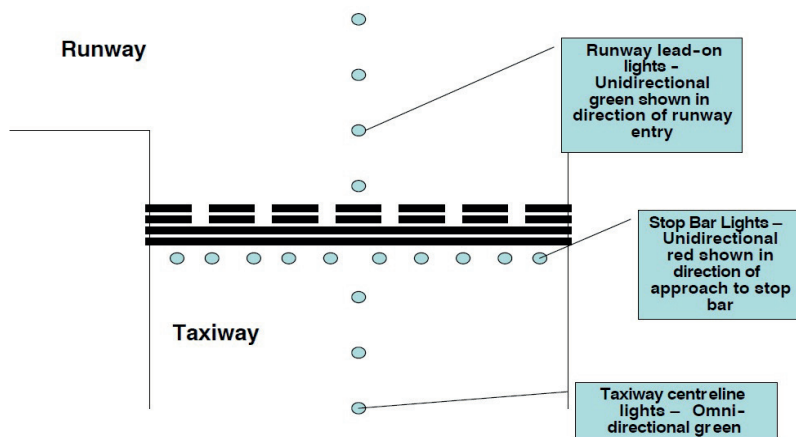 Runway
Runway lead-on
lights -
Unidirectional
green shown in
direction of runway
entry
Stop Bar Lights –
Unidirectional
red shown in
direction of
approach to stop
bar
Taxiway
Taxiway centreline
lights – Omni-
directional green